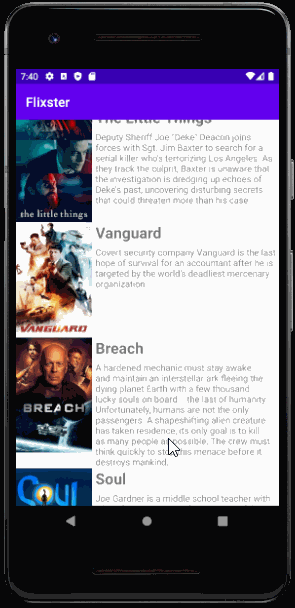 7:40
Flixster
The Little Things
Deputy Sheriff Joe "Deke" Deacon joins
forces with Sgt. Jim Baxter to search for a
serial killer who's terrorizing Los Angeles. As
they track the culprit, Baxter is unaware that
the investigation is dredging up echoes of
Deke's past, uncovering disturbing secrets
that could threaten more than his case.
the little things
Vanguard
Covert security company Vanguard is the last
hope of survival for an accountant after he is
targeted by the world's deadliest mercenary
organization.
VANGUARD
Breach
A hardened mechanic must stay awake
and maintain an interstellar ark fleeing the
dying planet Earth with a few thousand
lucky souls on board... the last of humanity.
Unfortunately, humans are not the only
passengers. A shapeshifting alien creature
has taken residence, its only goal is to kill
as many people as possible. The crew must
think quickly to stop this menace before it
destroys mankind.
BREACH
Soul
Joe Gardner is a middle school teacher with
Soul